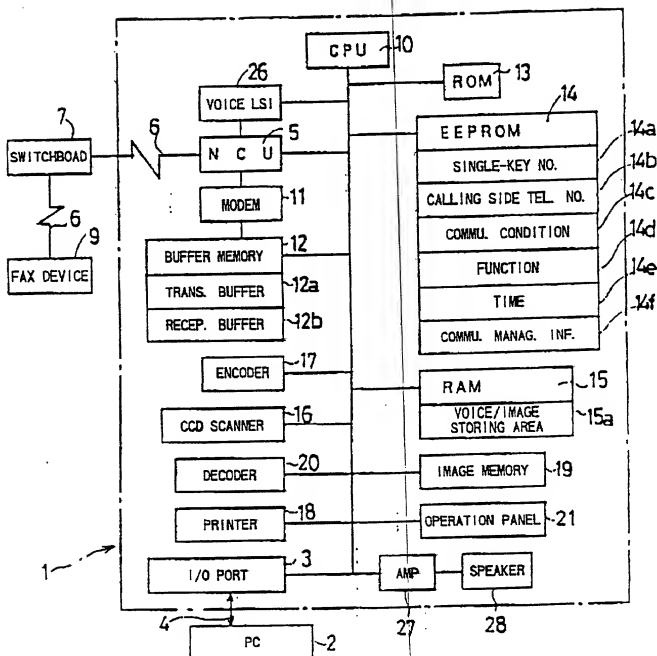 CPU
10
ROM
13
26
VOICE LSI
14
EEPROM
14a
7
6
5
SWITCHBOAD
N C U
SINGLE-KEY NO.
14b
CALLING SIDE TEL. NO.
14c
MODEM
11
COMMU. CONDITION
14d
6
9
BUFFER MEMORY
12
FUNCTION
14e
FAX DEVICE
TRANS. BUFFER
12a
TIME
14f
RECEP. BUFFER
12b
COMMU. MANAG. INF.
ENCODER
17
RAM
15
VOICE/IMAGE
STORING AREA
15a
CCD SCANNER
16
DECODER
20
IMAGE MEMORY
19
PRINTER
18
OPERATION PANEL
21
1
I/O PORT
3
AMP
SPEAKER
4
27
28
PC
2